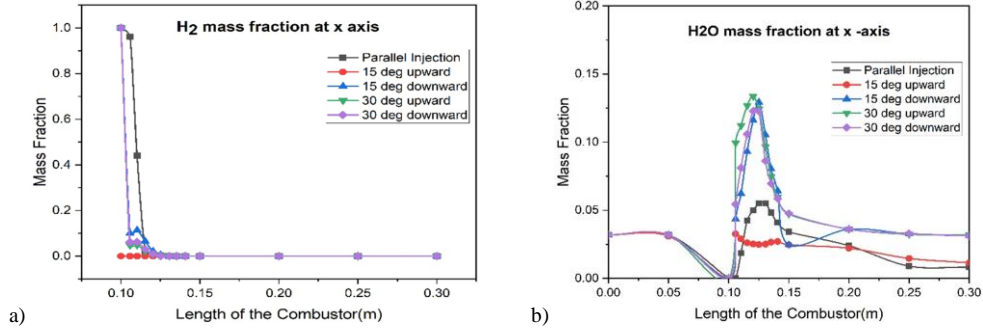 H2 mass fraction at x axis
Parallel Injection
15 deg upward
15 deg downward
30 deg upward
30 deg downward
Mass Fraction
1.0
0.8
0.6
0.4
0.2
0.0
0.10
0.15
0.20
0.25
0.30
Length of the Combustor(m)
a)
H2O mass fraction at x -axis
Parallel Injection
15 deg upward
15 deg downward
30 deg upward
30 deg downward
Mass Fraction
0.20
0.15
0.10
0.05
0.00
0.00
0.05
0.10
0.15
0.20
0.25
0.30
Length of the Combustor(m)
b)